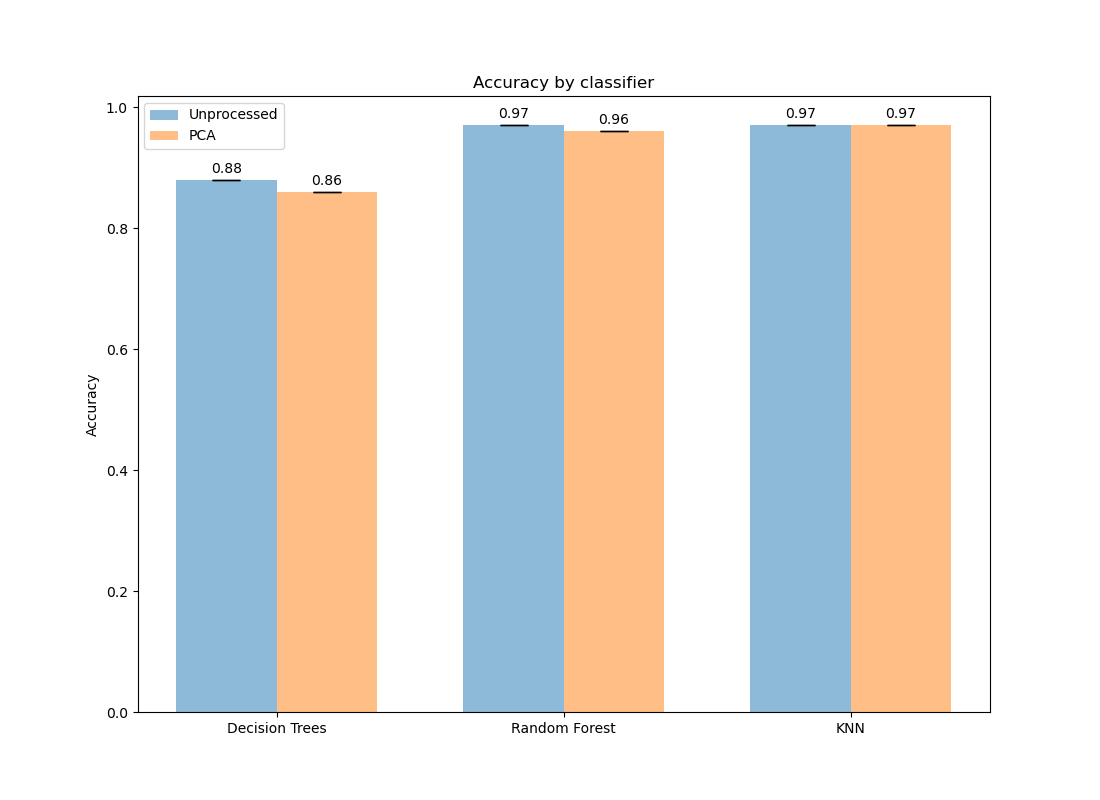 Accuracy by classifier
Unprocessed
PCA
0.88
0.86
0.97
0.96
0.97
0.97
1.0
0.8
0.6
0.4
0.2
0.0
Accuracy
Decision Trees
Random Forest
KNN